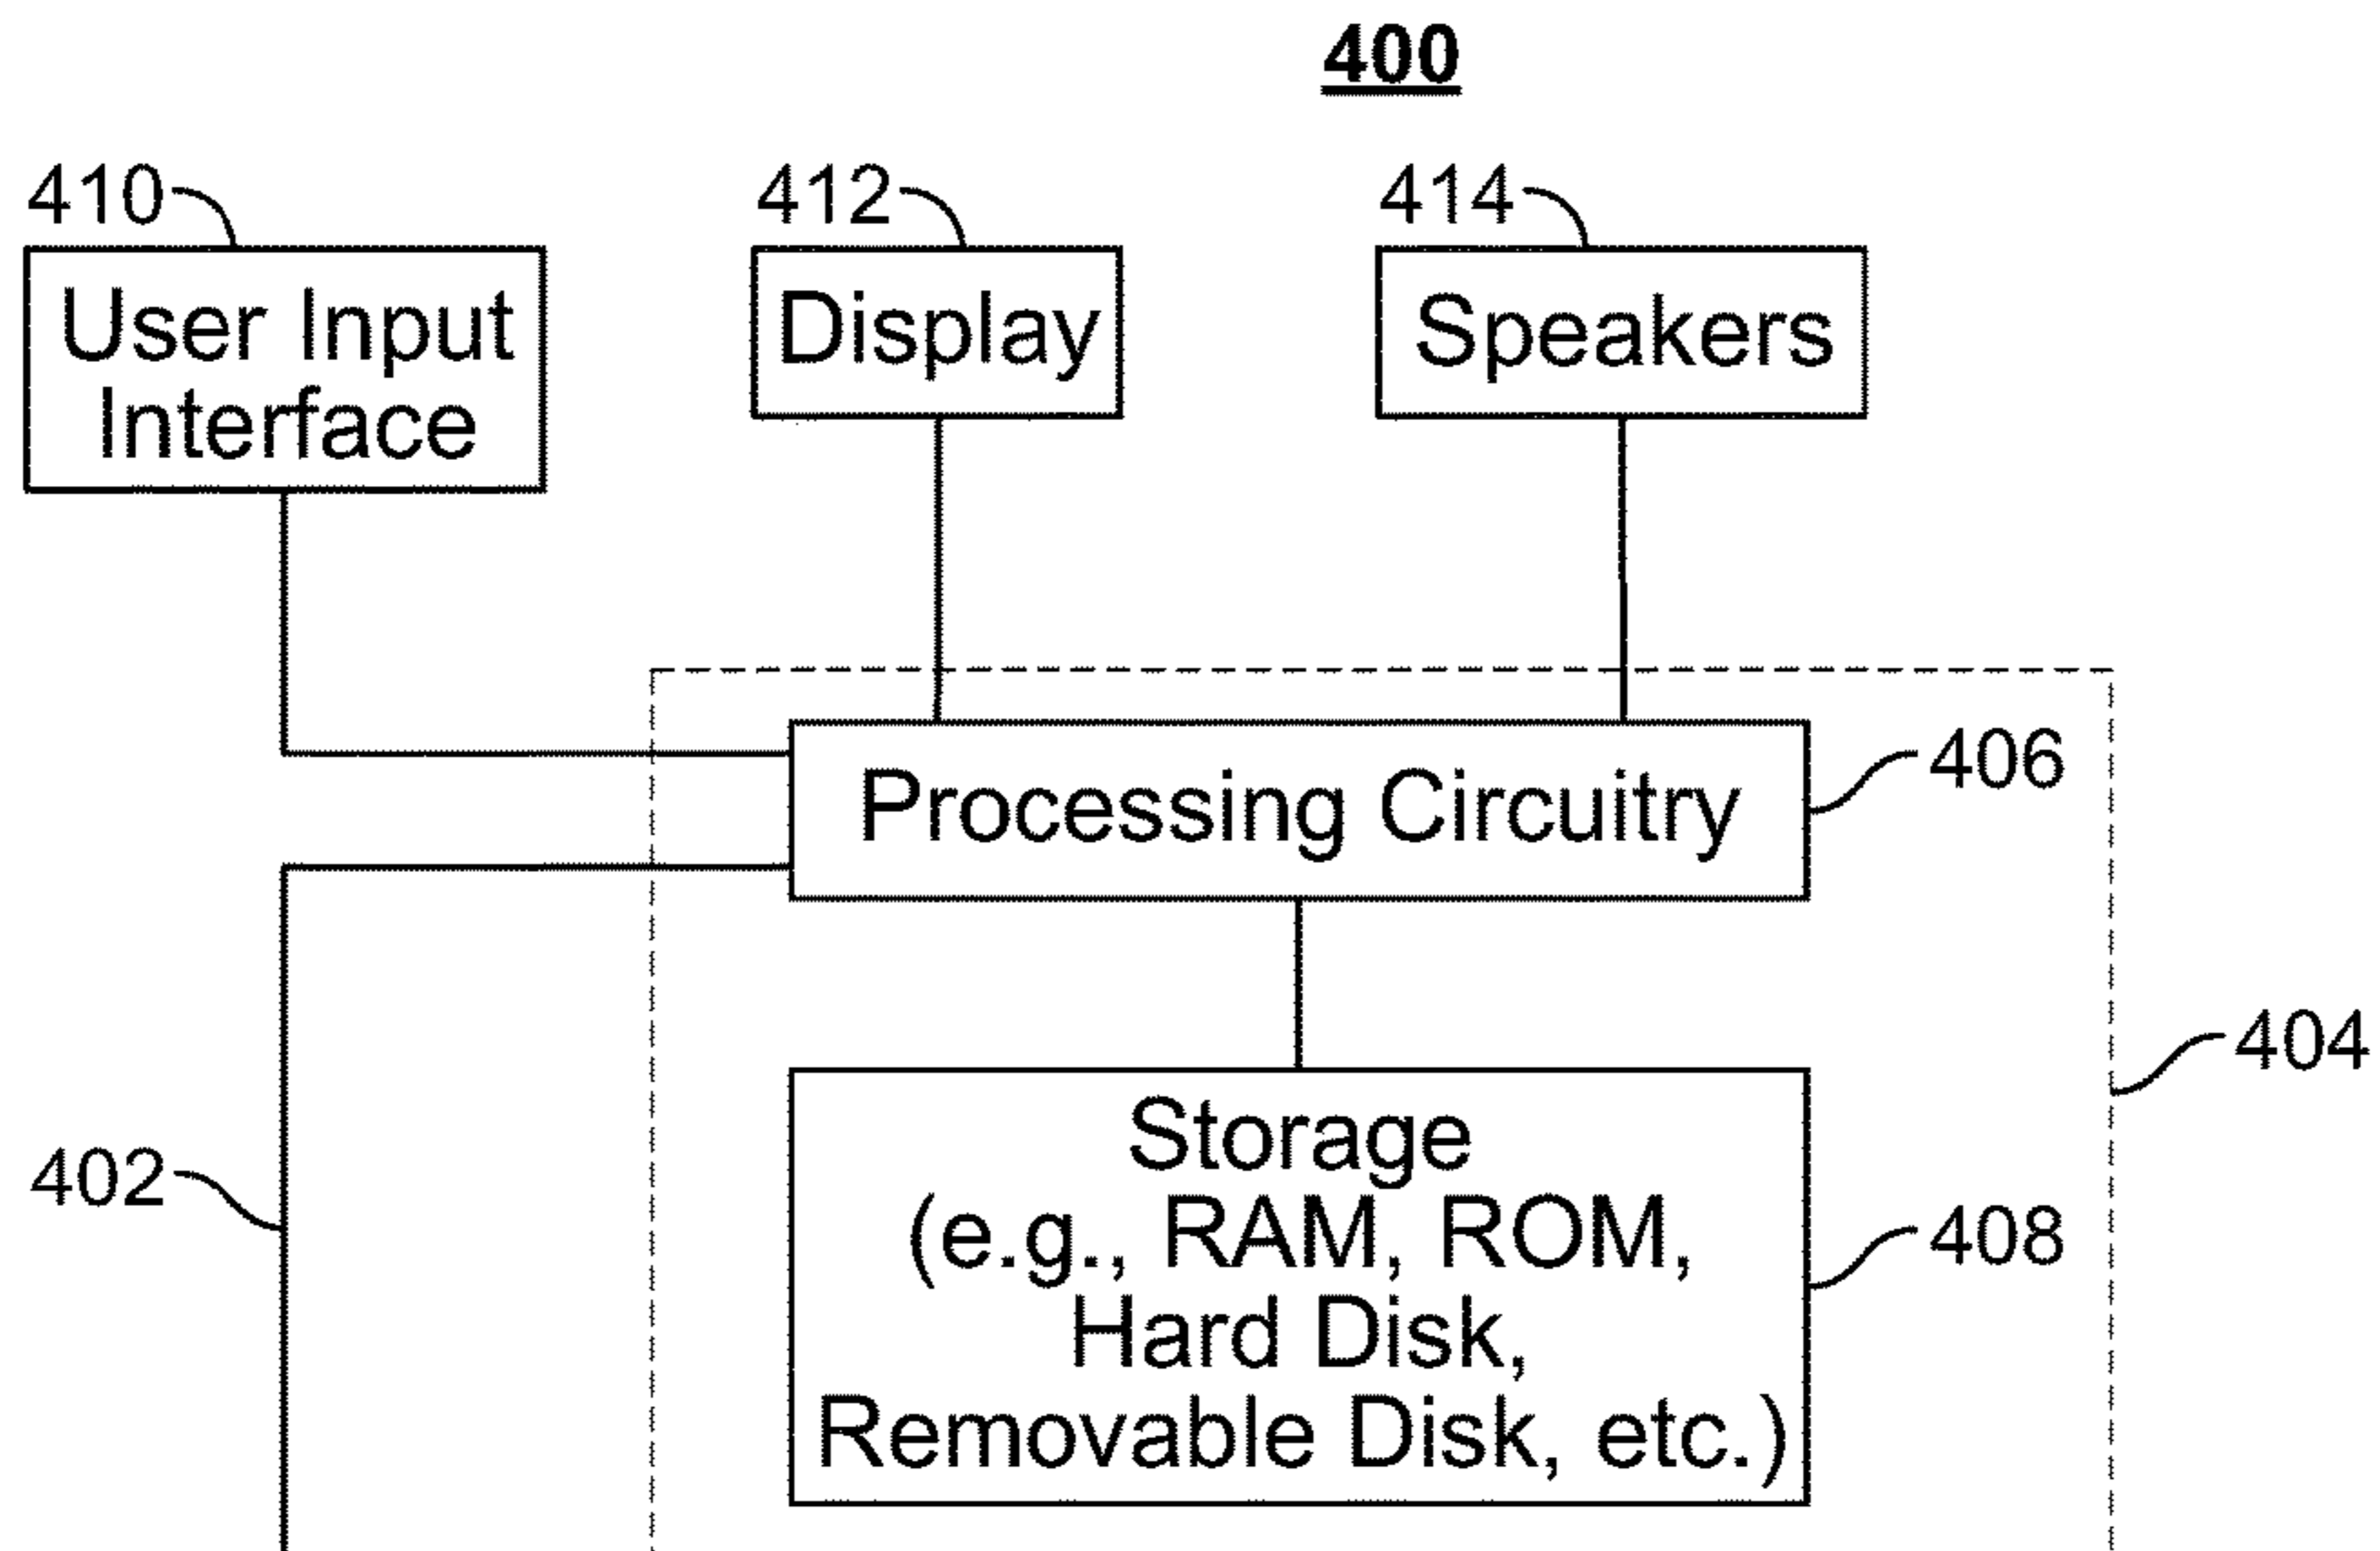 400
410
412
414
User Input
Interface
Display
Speakers
Processing Circuitry
406
404
402
Storage
(e.g., RAM, ROM,
Hard Disk,
Removable Disk, etc.)
408